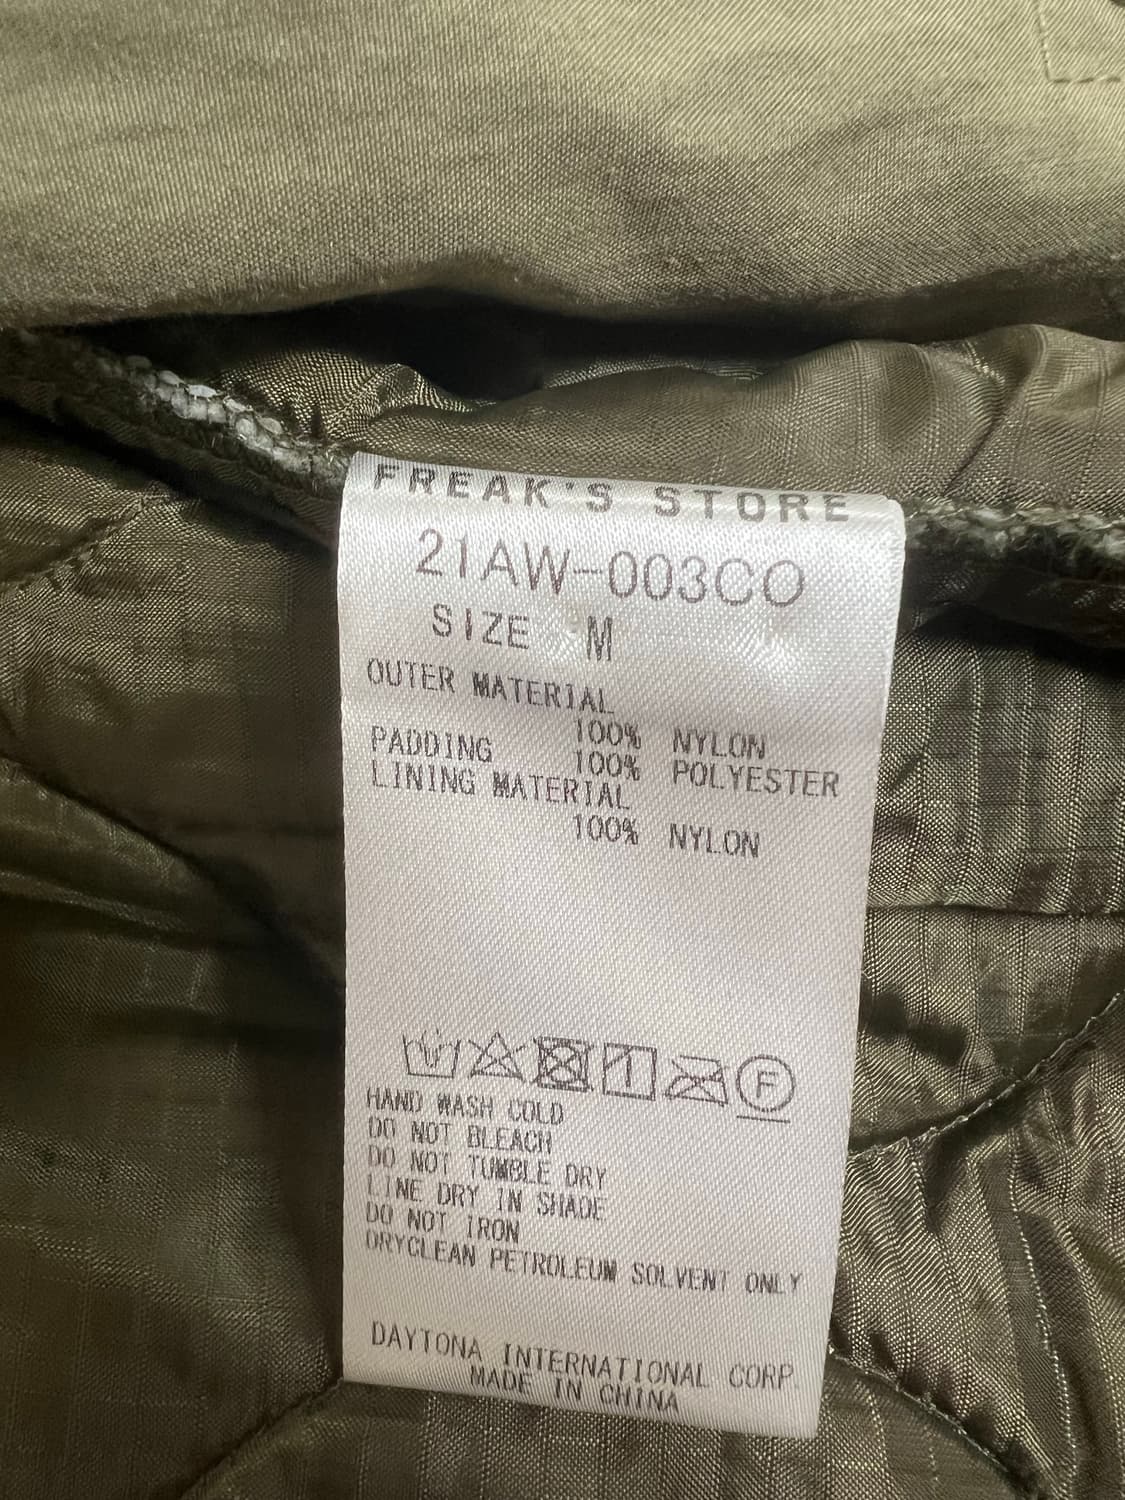 FREAK'S STORE
21AW-003CO
SIZE M
OUTER MATERIAL
100% NYLON
PADDING 100% POLYESTER
LINING MATERIAL
100% NYLON
F
HAND WASH COLD
DO NOT BLEACH
DO NOT TUMBLE DRY
LINE DRY IN SHADE
DO NOT IRON
DRYCLEAN PETROLEUM SOLVENT ONLY
DAYTONA INTERNATIONAL CORP.
MADE IN CHINA